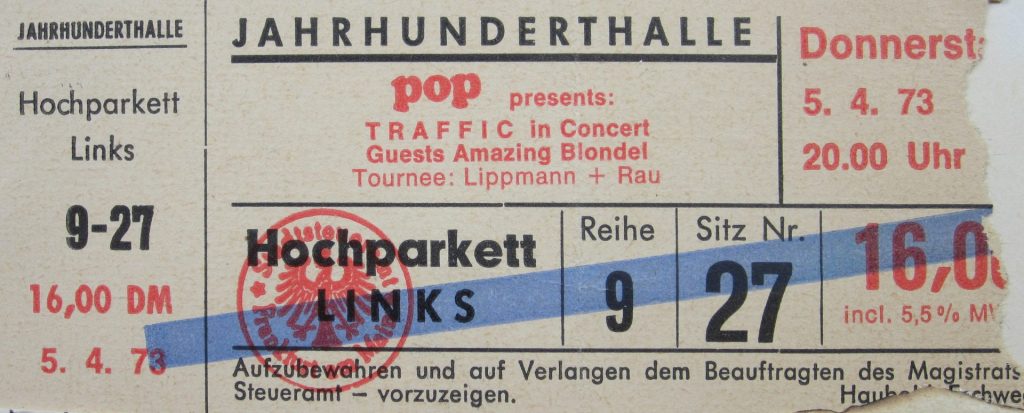 JAHRHUNDERTHALLE
Hochparkett
Links
9-27
16,00 DM
5. 4. 73
JAHRHUNDERTHALLE
pop presents:
TRAFFIC in Concert
Guests Amazing Blondel
Tournee: Lippmann + Rau
Donnerst
5. 4. 73
20.00 Uhr
Hochparkett
LINKS
Reihe
9
Sitz Nr.
27
16,00
incl. 5,5% M
Aufzubewahren und auf Verlangen dem Beauftragten des Magistrats
Steueramt – vorzuzeigen.